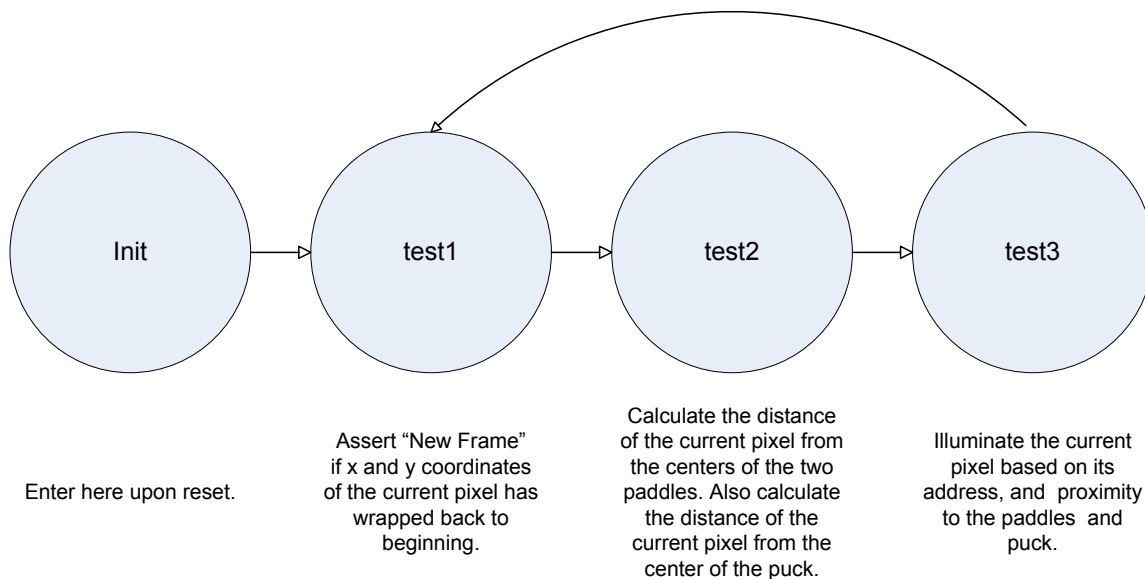 Init
test1
test2
test3
Enter here upon reset.
Assert “New Frame”
if x and y coordinates
of the current pixel has
wrapped back to
beginning.
Calculate the distance
of the current pixel from
the centers of the two
paddles. Also calculate
the distance of the
current pixel from the
center of the puck.
Illuminate the current
pixel based on its
address, and proximity
to the paddles and
puck.